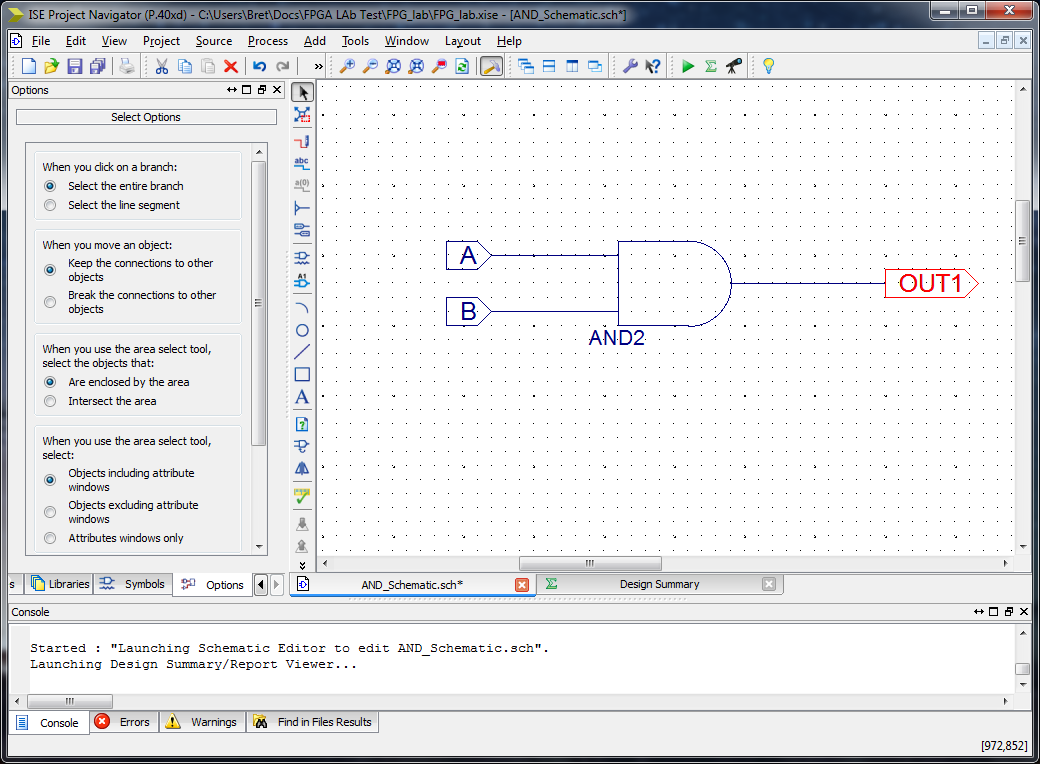 ISE Project Navigator (P.40xd) - C:\Users\Bret\Docs\FPGA LAb Test\FPG_lab\FPG_lab.xise - [AND_Schematic.sch*]
File Edit View Project Source Process Add Tools Window Layout Help
Options
Select Options
When you click on a branch:
Select the entire branch
Select the line segment
When you move an object:
Keep the connections to other
objects
Break the connections to other
objects
When you use the area select tool,
select the objects that:
Are enclosed by the area
Intersect the area
When you use the area select tool,
select:
Objects including attribute
windows
Objects excluding attribute
windows
Attributes windows only
abc
a(0)
A1
A
A
B
AND2
OUT1
s Libraries Symbols Options
AND_Schematic.sch* Design Summary
Console
Started : "Launching Schematic Editor to edit AND_Schematic.sch".
Launching Design Summary/Report Viewer...
Console Errors Warnings Find in Files Results
[972,852]